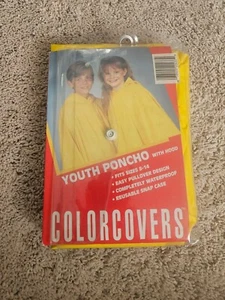 YOUTH PONCHO WITH HOOD
• FITS SIZES 8-14
• EASY PULLOVER DESIGN
• COMPLETELY WATERPROOF
• REUSABLE SNAP CASE
COLORCOVERS